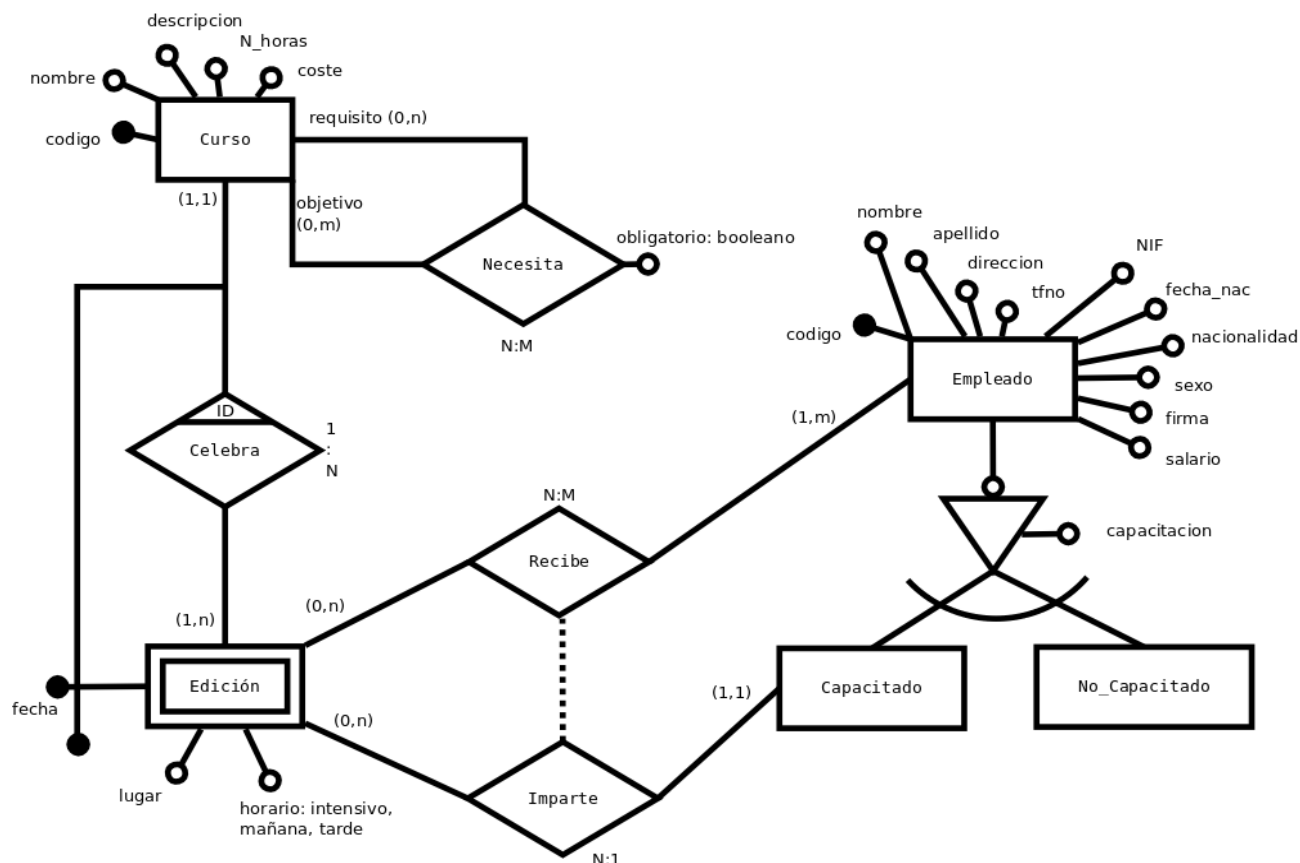 descripcion
N_horas
nombre
coste
codigo
Curso
requisito (0,n)
(1,1)
objetivo
(0,m)
Necesita
obligatorio: booleano
N:M
nombre
apellido
direccion
tfno
NIF
fecha_nac
nacionalidad
codigo
Empleado
sexo
firma
salario
(1,m)
ID
Celebra
1
:
N
N:M
Recibe
capacitacion
(0,n)
(1,n)
Edición
fecha
(0,n)
(1,1)
Capacitado
No_Capacitado
lugar
horario: intensivo,
mañana, tarde
Imparte
N:1